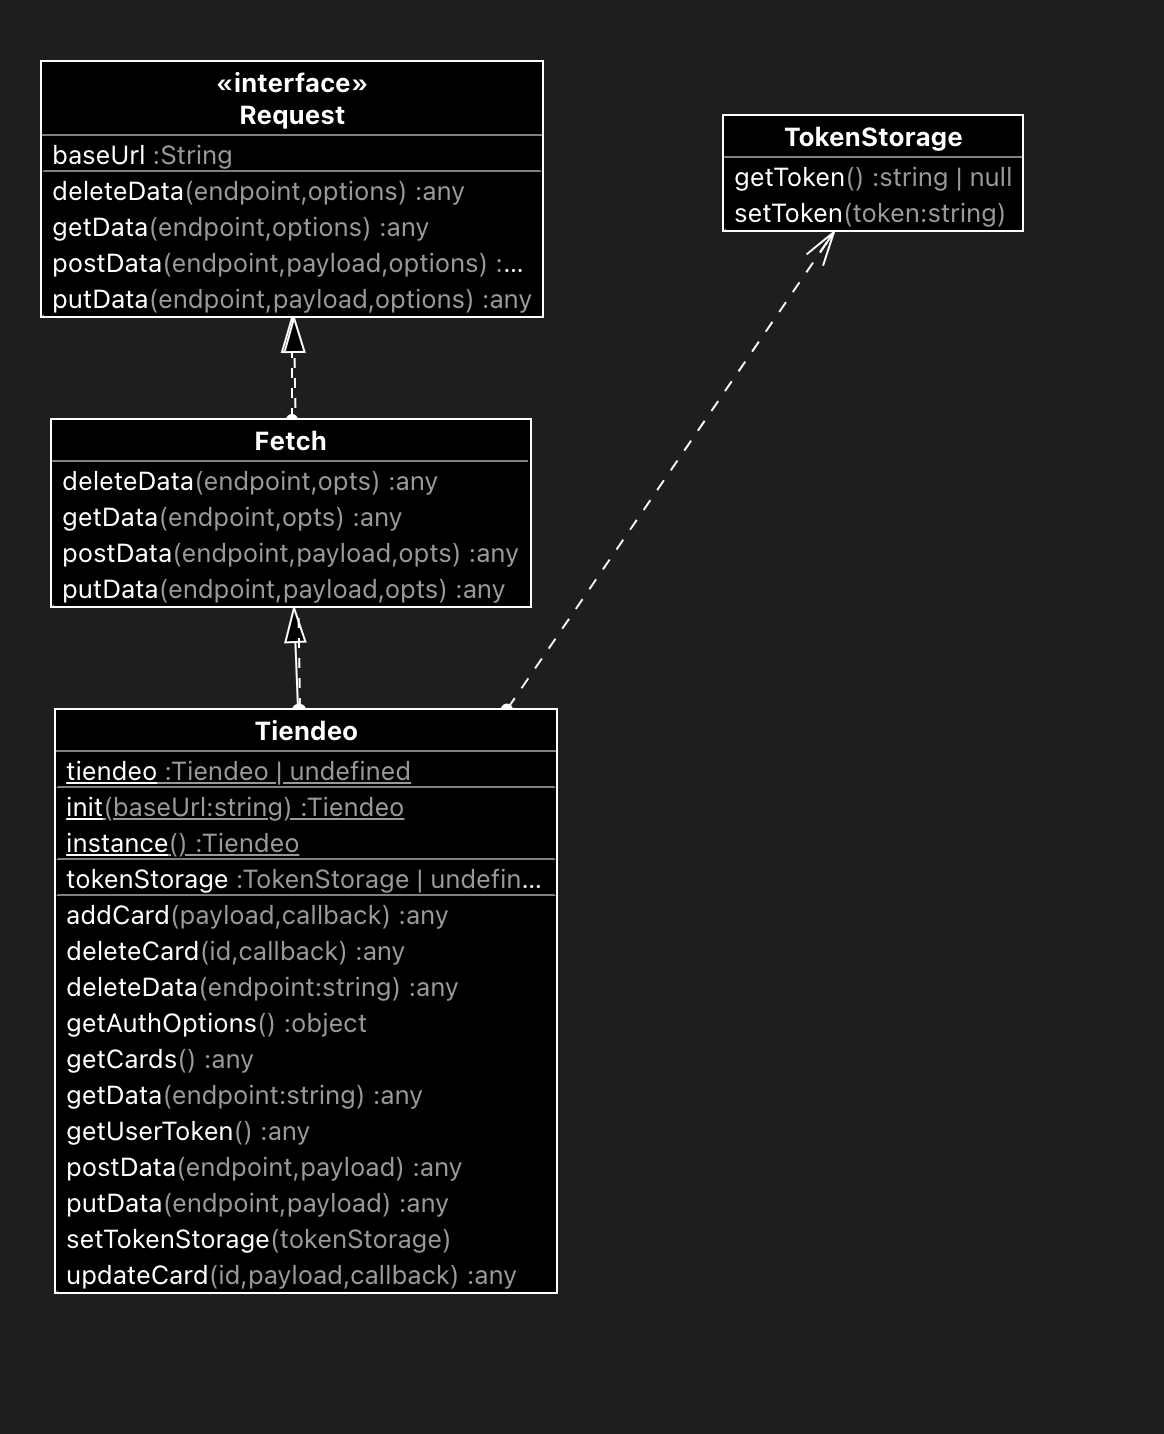 «interface»
Request
baseUrl :String
deleteData(endpoint,options) :any
getData(endpoint,options) :any
postData(endpoint,payload,options) :...
putData(endpoint,payload,options) :any
TokenStorage
getToken() :string | null
setToken(token:string)
Fetch
deleteData(endpoint,opts) :any
getData(endpoint,opts) :any
postData(endpoint,payload,opts) :any
putData(endpoint,payload,opts) :any
Tiendeo
tiendeo :Tiendeo | undefined
init(baseUrl:string) :Tiendeo
instance() :Tiendeo
tokenStorage :TokenStorage | undefin...
addCard(payload,callback) :any
deleteCard(id,callback) :any
deleteData(endpoint:string) :any
getAuthOptions() :object
getCards() :any
getData(endpoint:string) :any
getUserToken() :any
postData(endpoint,payload) :any
putData(endpoint,payload) :any
setTokenStorage(tokenStorage)
updateCard(id,payload,callback) :any